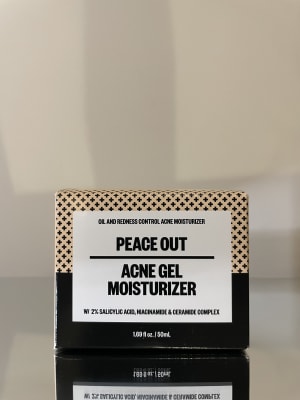 OIL AND REDNESS CONTROL ACNE MOISTURIZER
PEACE OUT
ACNE GEL
MOISTURIZER
W/ 2% SALICYLIC ACID, NIACINAMIDE & CERAMIDE COMPLEX
1.69 fl oz. / 50mL